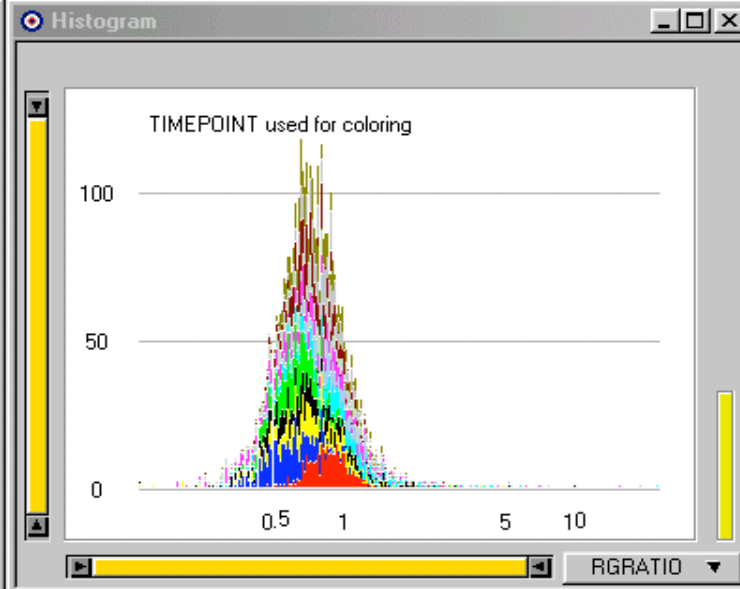 Histogram
TIMEPOINT used for coloring
100
50
0
0.5 1 5 10
RGRATIO